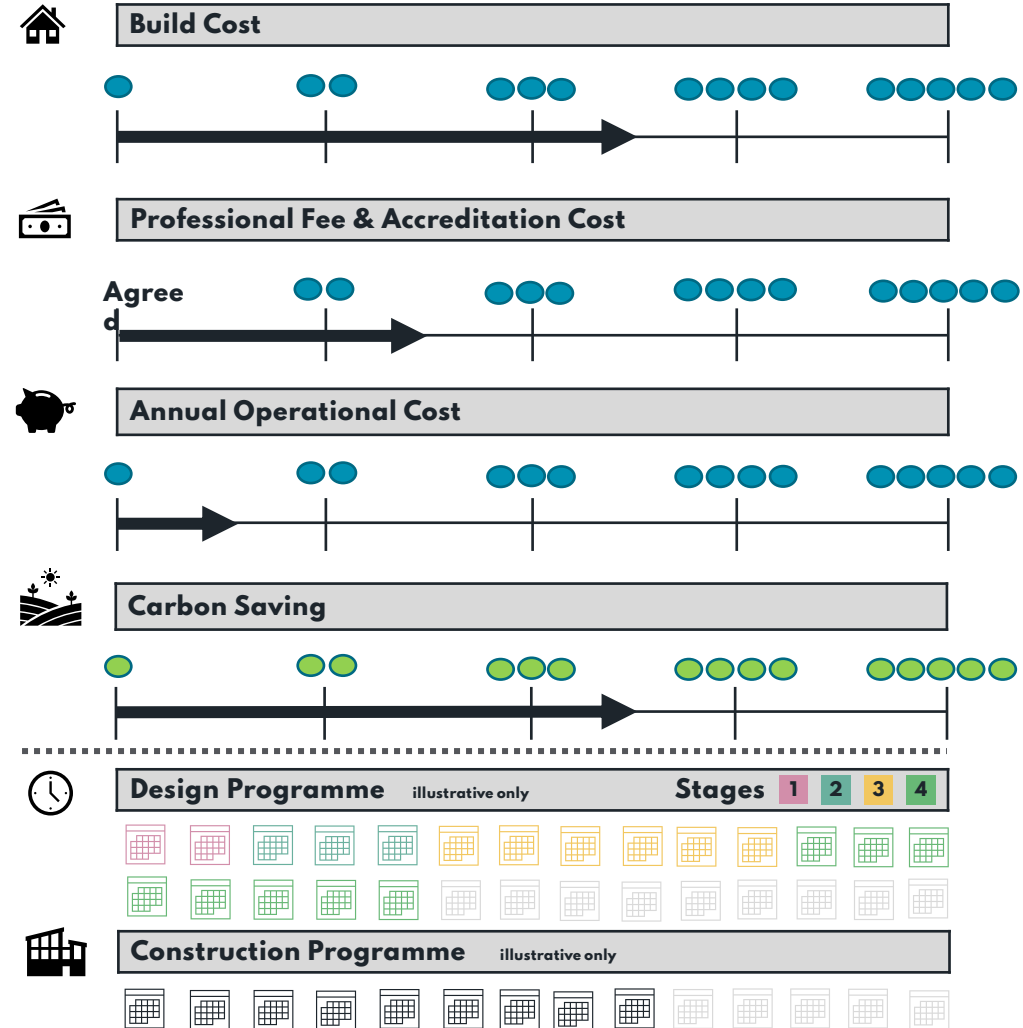 Build Cost
Professional Fee & Accreditation Cost
Agree
d
Annual Operational Cost
Carbon Saving
Design Programme illustrative only Stages 1 2 3 4
Construction Programme illustrative only